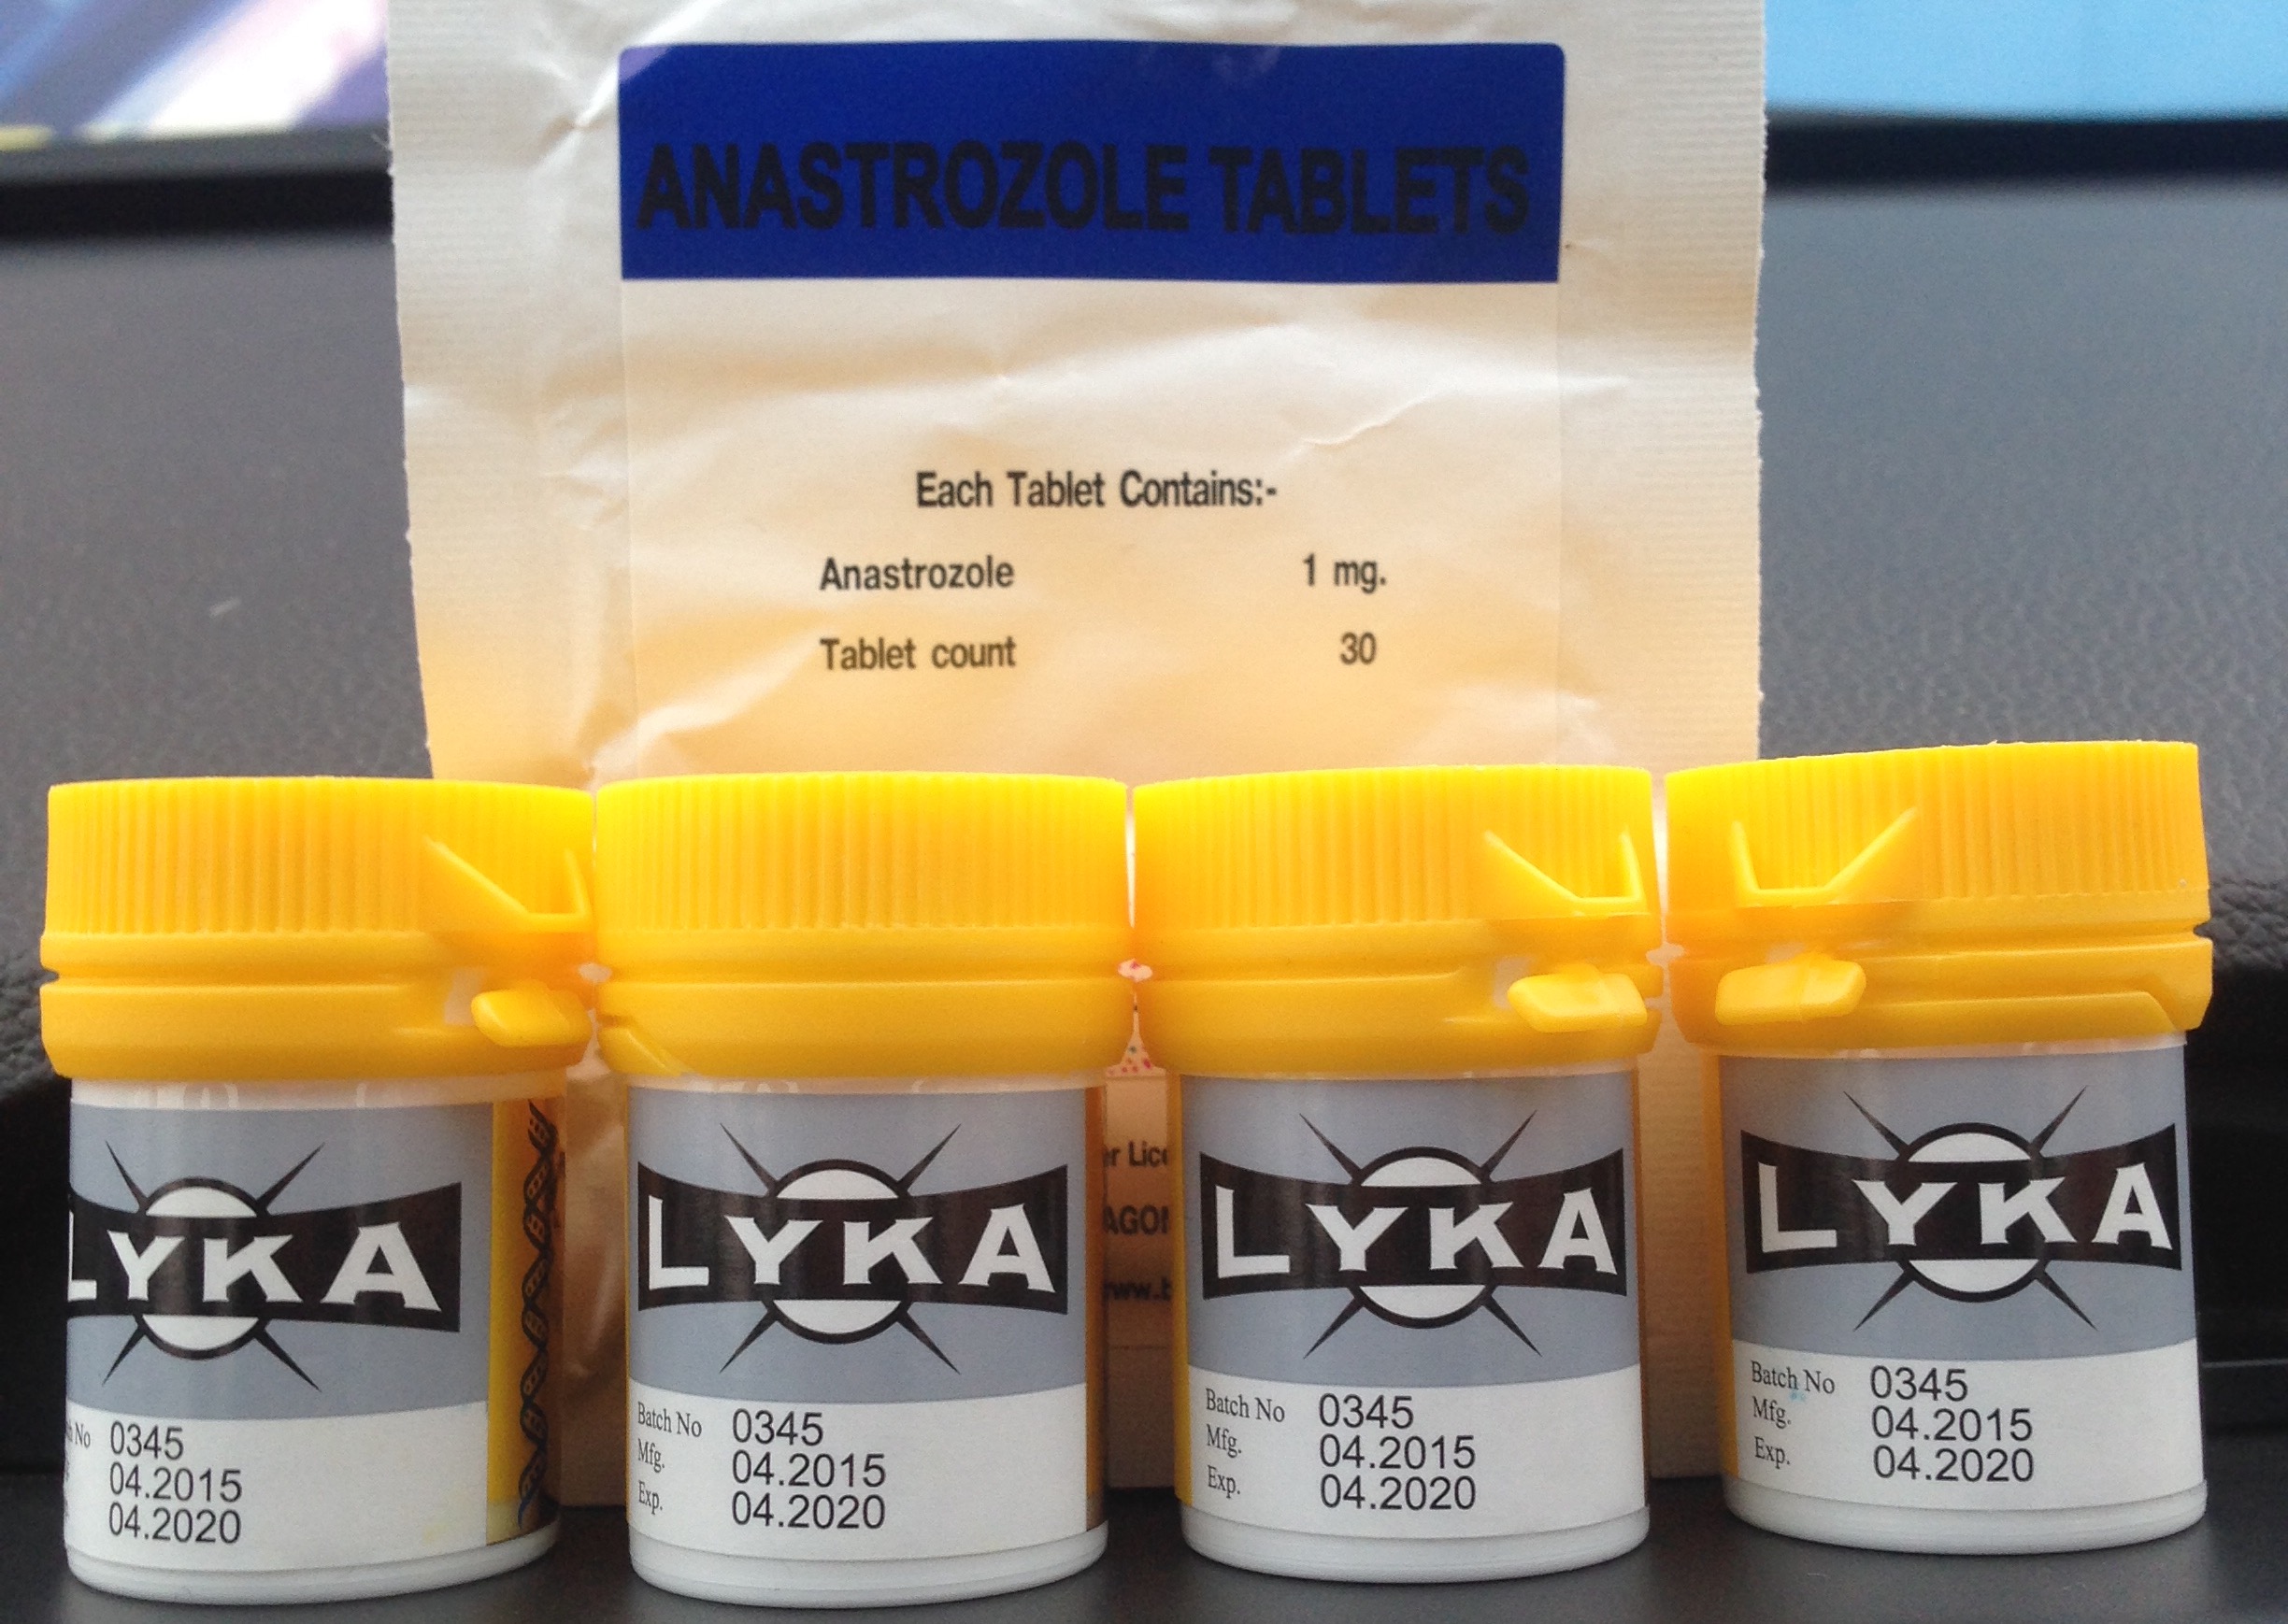 ANASTROZOLE TABLETS
Each Tablet Contains:-
Anastrozole 1 mg.
Tablet count 30
LYKA
No 0345
04.2015
04.2020
LYKA
Batch No 0345
Mfg. 04.2015
Exp. 04.2020
LYKA
Batch No 0345
Mfg. 04.2015
Exp. 04.2020
LYKA
Batch No 0345
Mfg. 04.2015
Exp. 04.2020